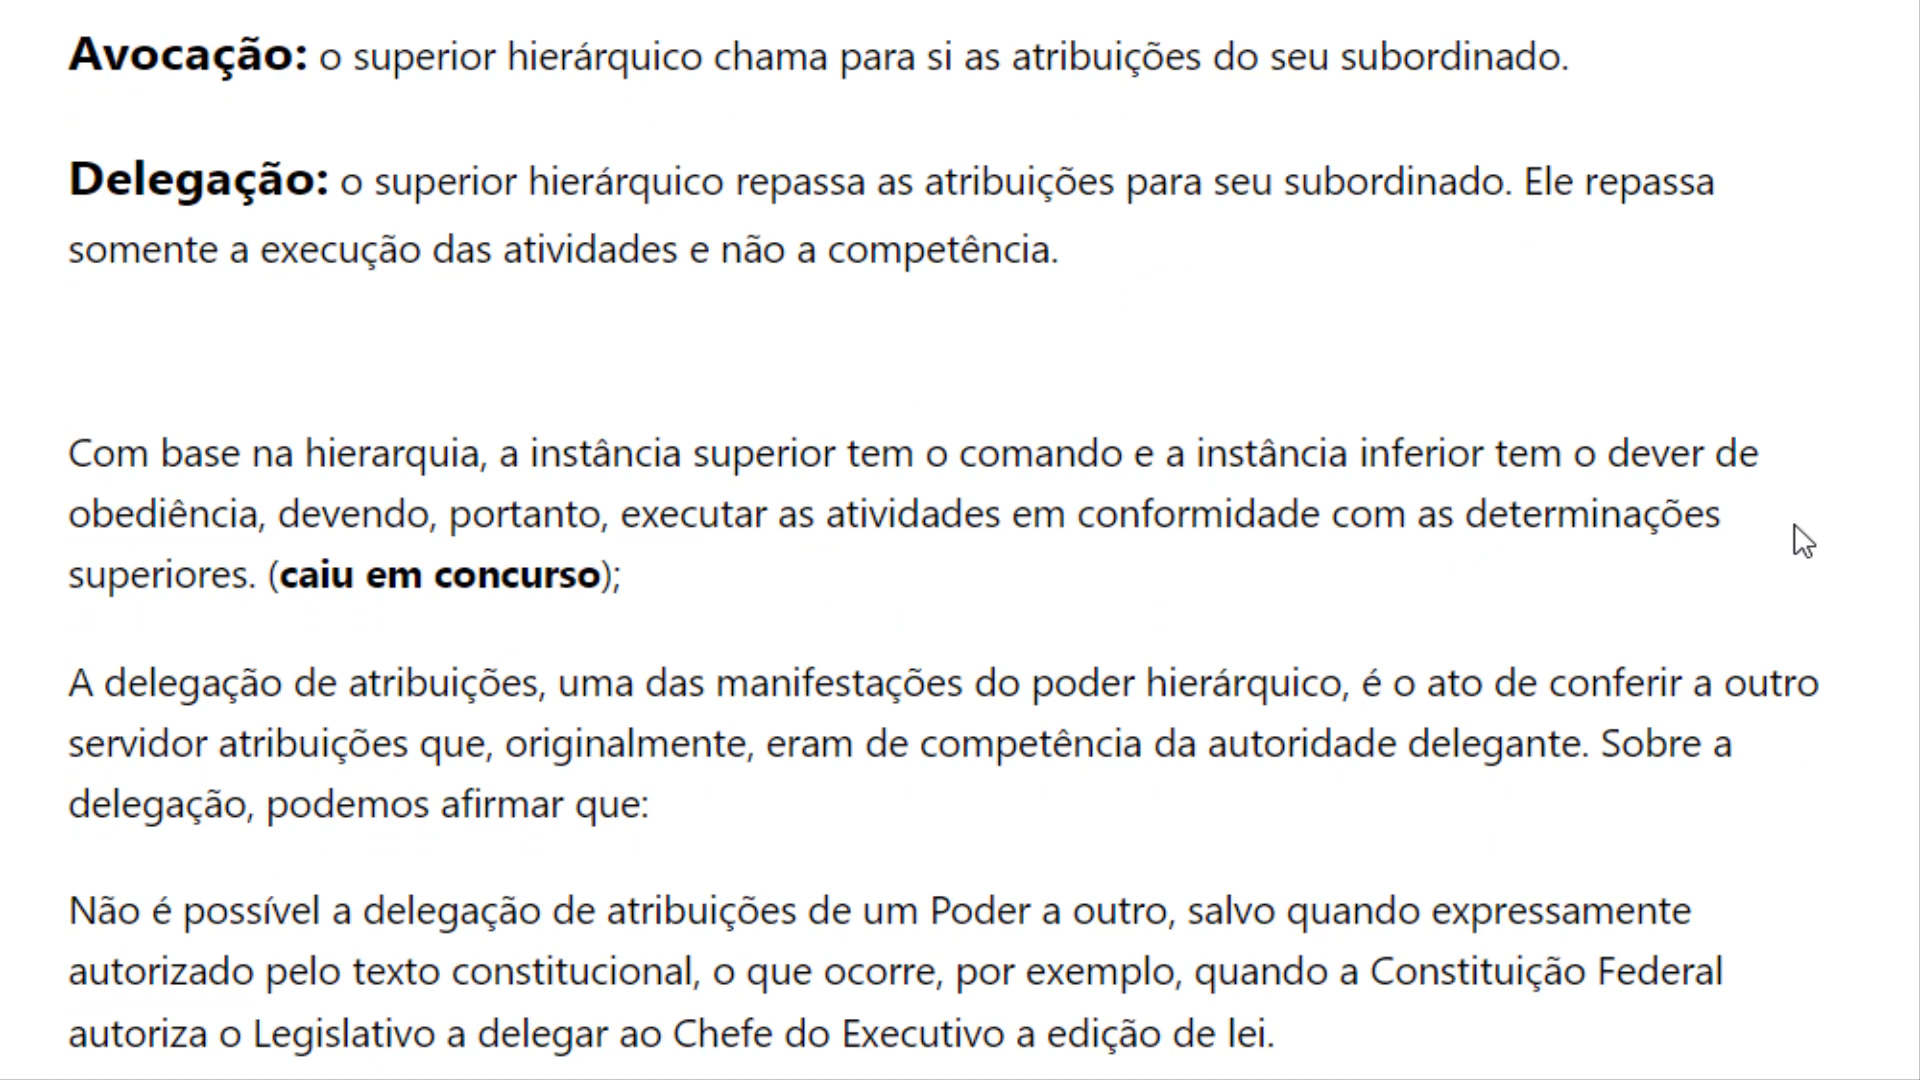 Avocação: o superior hierárquico chama para si as atribuições do seu subordinado.
Delegação: o superior hierárquico repassa as atribuições para seu subordinado. Ele repassa
somente a execução das atividades e não a competência.
Com base na hierarquia, a instância superior tem o comando e a instância inferior tem o dever de
obediência, devendo, portanto, executar as atividades em conformidade com as determinações
superiores. (caiu em concurso);
A delegação de atribuições, uma das manifestações do poder hierárquico, é o ato de conferir a outro
servidor atribuições que, originalmente, eram de competência da autoridade delegante. Sobre a
delegação, podemos afirmar que:
Não é possível a delegação de atribuições de um Poder a outro, salvo quando expressamente
autorizado pelo texto constitucional, o que ocorre, por exemplo, quando a Constituição Federal
autoriza o Legislativo a delegar ao Chefe do Executivo a edição de lei.